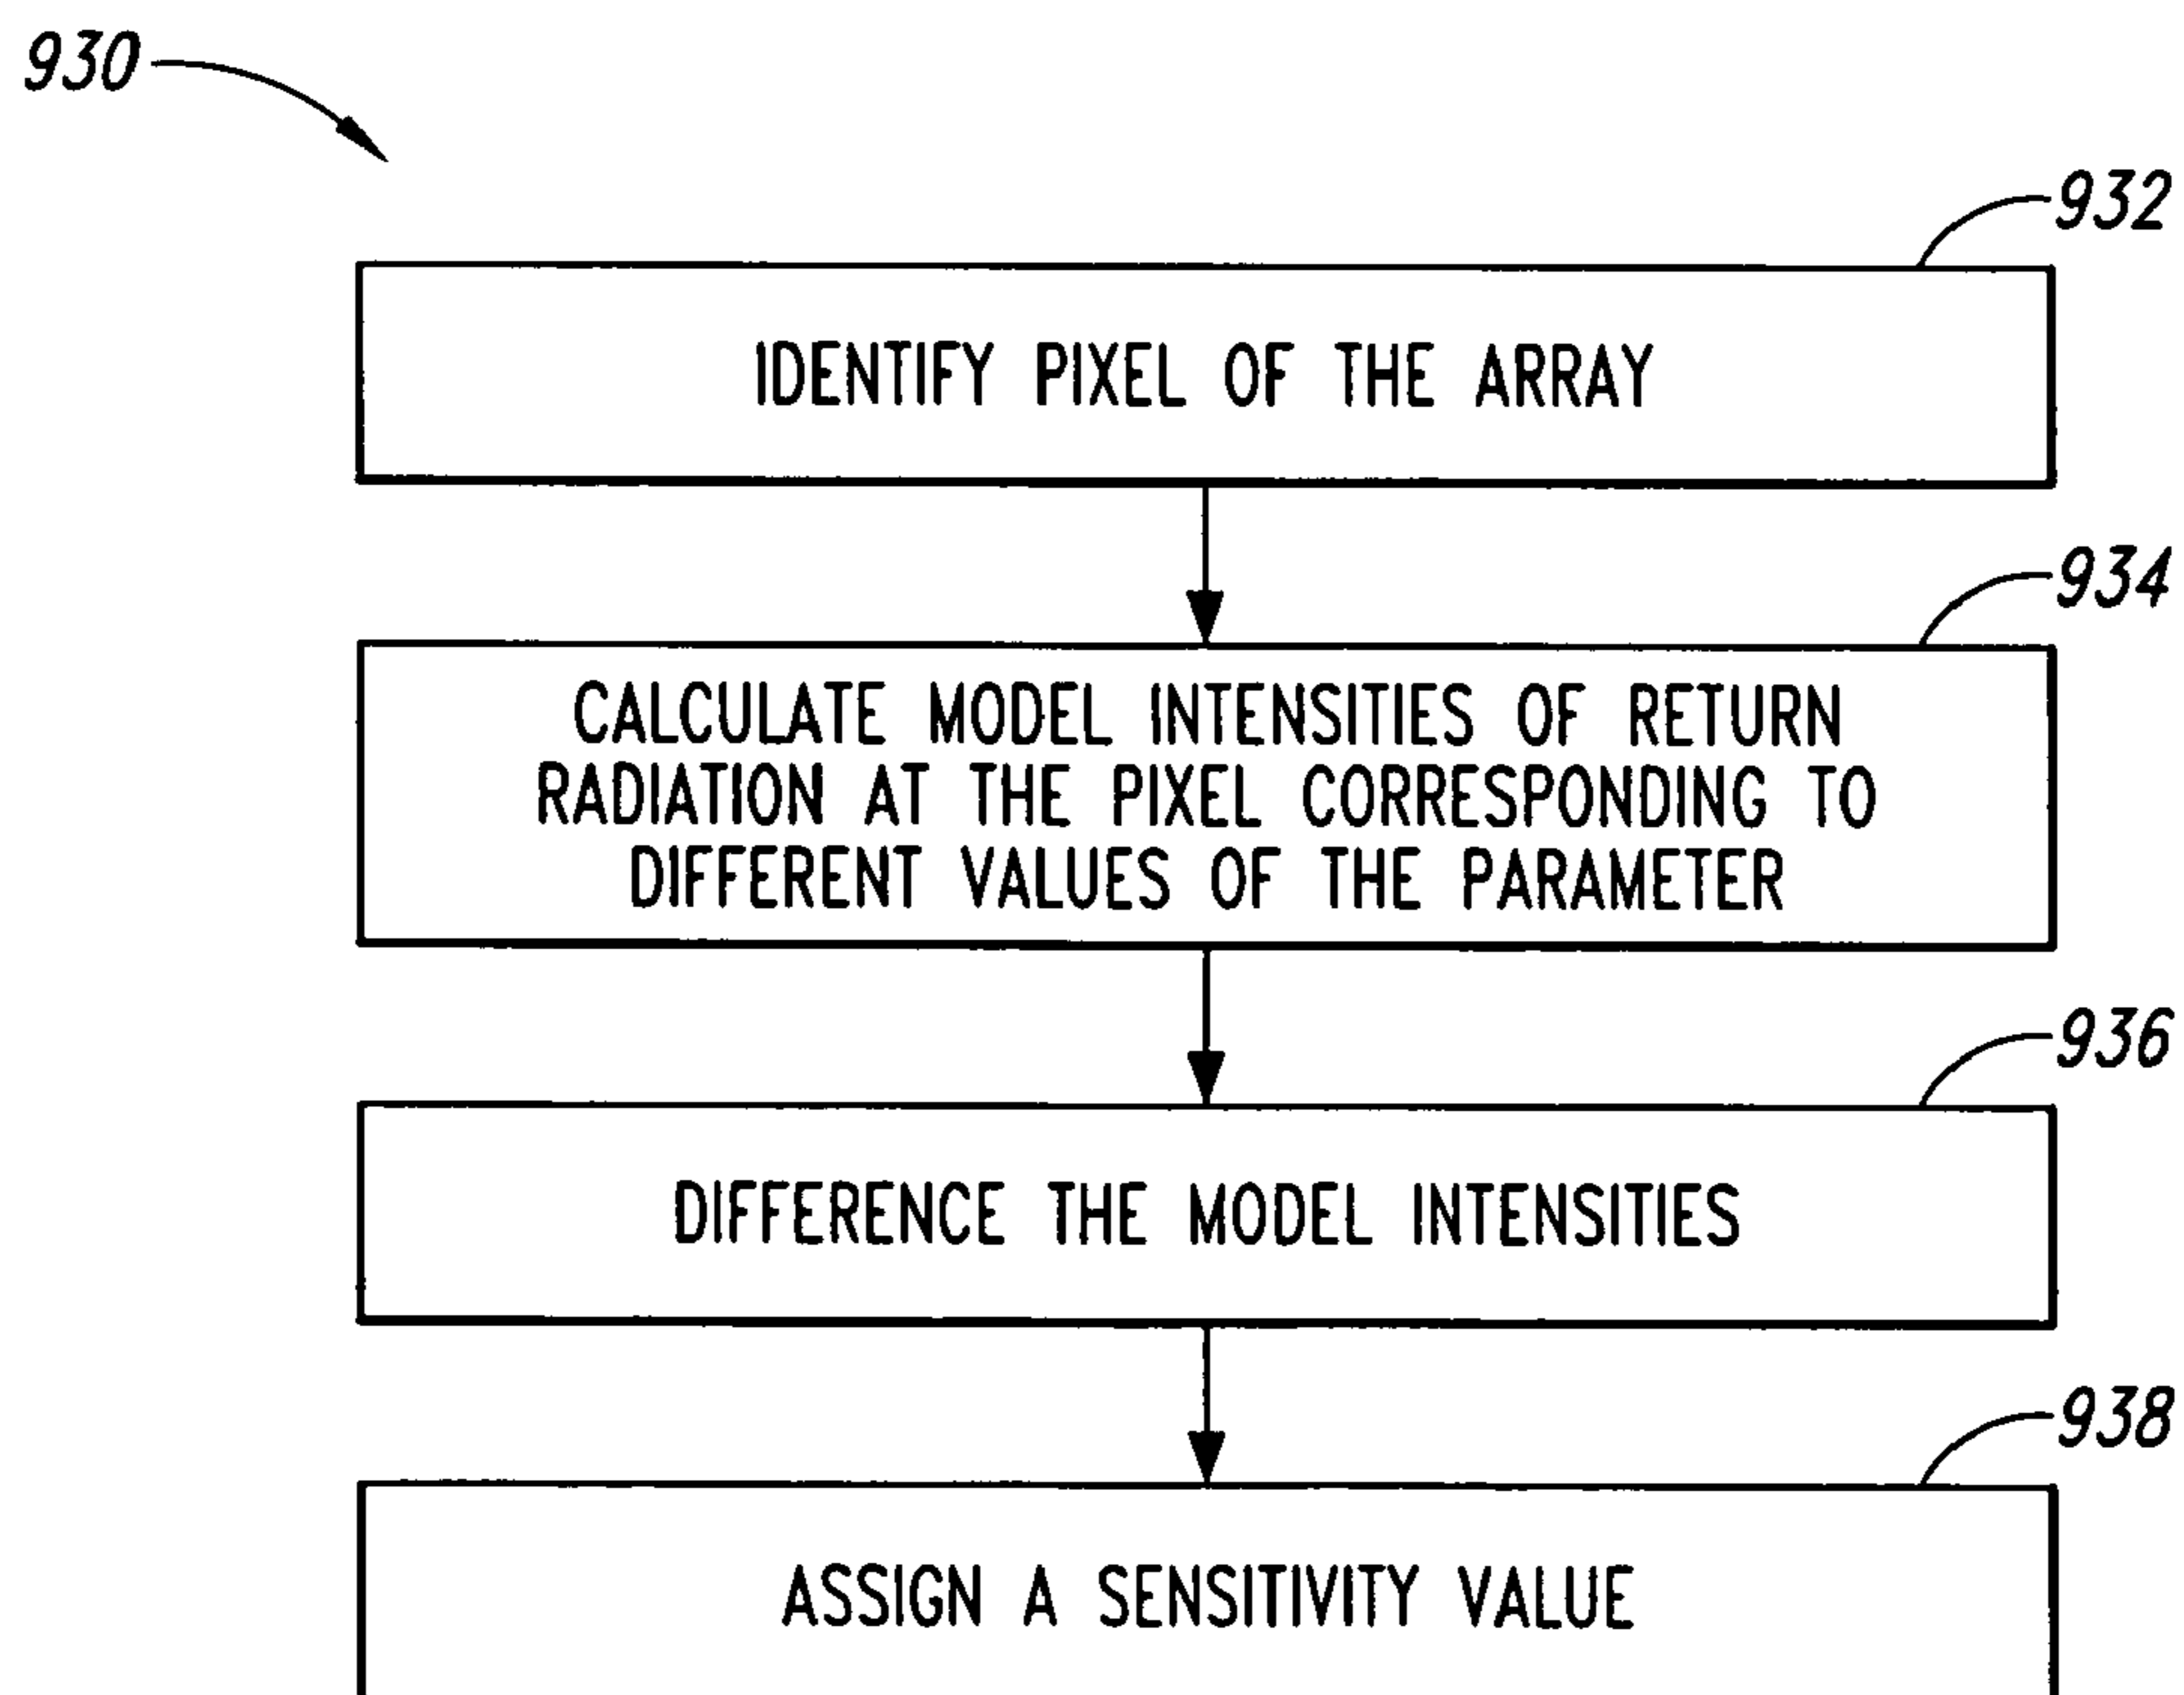 930
932
IDENTIFY PIXEL OF THE ARRAY
934
CALCULATE MODEL INTENSITIES OF RETURN
RADIATION AT THE PIXEL CORRESPONDING TO
DIFFERENT VALUES OF THE PARAMETER
936
DIFFERENCE THE MODEL INTENSITIES
938
ASSIGN A SENSITIVITY VALUE